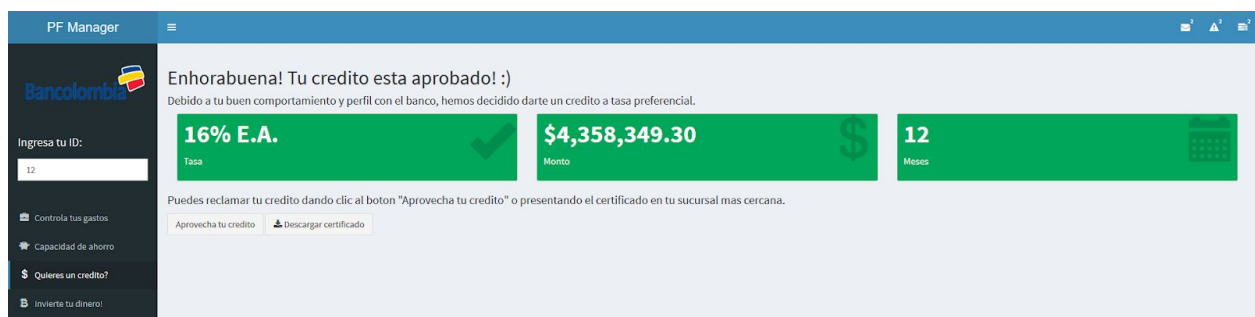 PF Manager
2 2 2
Bancolombia
Ingresa tu ID:
12
Controla tus gastos
Capacidad de ahorro
Quieres un credito?
Invierte tu dinero!
Enhorabuena! Tu credito esta aprobado! :)
Debido a tu buen comportamiento y perfil con el banco, hemos decidido darte un credito a tasa preferencial.
16% E.A.
Tasa
$4,358,349.30
Monto
12
Meses
Puedes reclamar tu credito dando clic al boton "Aprovecha tu credito" o presentando el certificado en tu sucursal mas cercana.
Aprovecha tu credito Descargar certificado